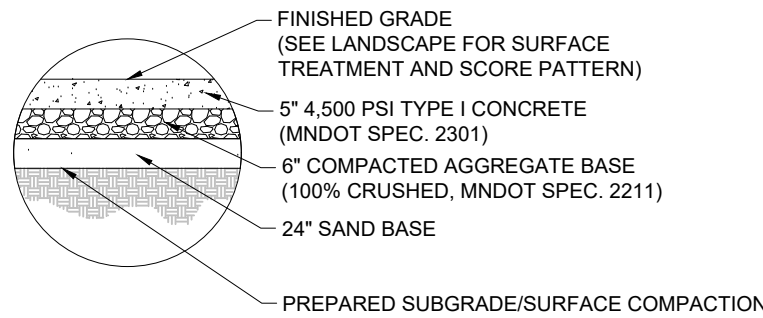 FINISHED GRADE
(SEE LANDSCAPE FOR SURFACE
TREATMENT AND SCORE PATTERN)
5" 4,500 PSI TYPE I CONCRETE
(MNDOT SPEC. 2301)
6" COMPACTED AGGREGATE BASE
(100% CRUSHED, MNDOT SPEC. 2211)
24" SAND BASE
PREPARED SUBGRADE/SURFACE COMPACTION